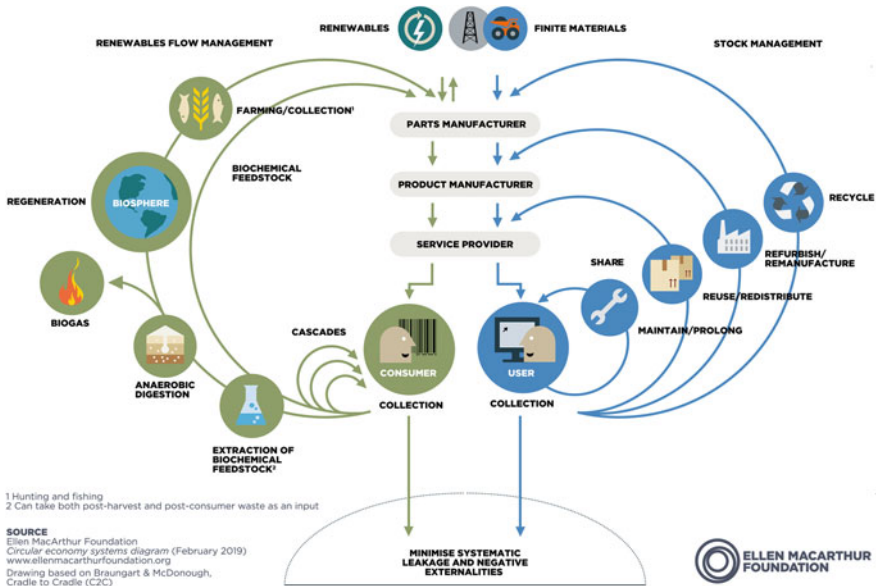 RENEWABLES
FINITE MATERIALS
RENEWABLES FLOW MANAGEMENT
STOCK MANAGEMENT
FARMING/COLLECTION¹
PARTS MANUFACTURER
BIOCHEMICAL
FEEDSTOCK
PRODUCT MANUFACTURER
REGENERATION
BIOSPHERE
RECYCLE
SERVICE PROVIDER
SHARE
REFURBISH/
REMANUFACTURE
REUSE/REDISTRIBUTE
BIOGAS
CASCADES
MAINTAIN/PROLONG
CONSUMER
USER
ANAEROBIC
DIGESTION
COLLECTION
COLLECTION
EXTRACTION OF
BIOCHEMICAL
FEEDSTOCK²
1 Hunting and fishing
2 Can take both post-harvest and post-consumer waste as an input
SOURCE
Ellen MacArthur Foundation
Circular economy systems diagram (February 2019)
www.ellenmacarthurfoundation.org
Drawing based on Braungart & McDonough,
Cradle to Cradle (C2C)
MINIMISE SYSTEMATIC
LEAKAGE AND NEGATIVE
EXTERNALITIES
ELLEN MACARTHUR
FOUNDATION